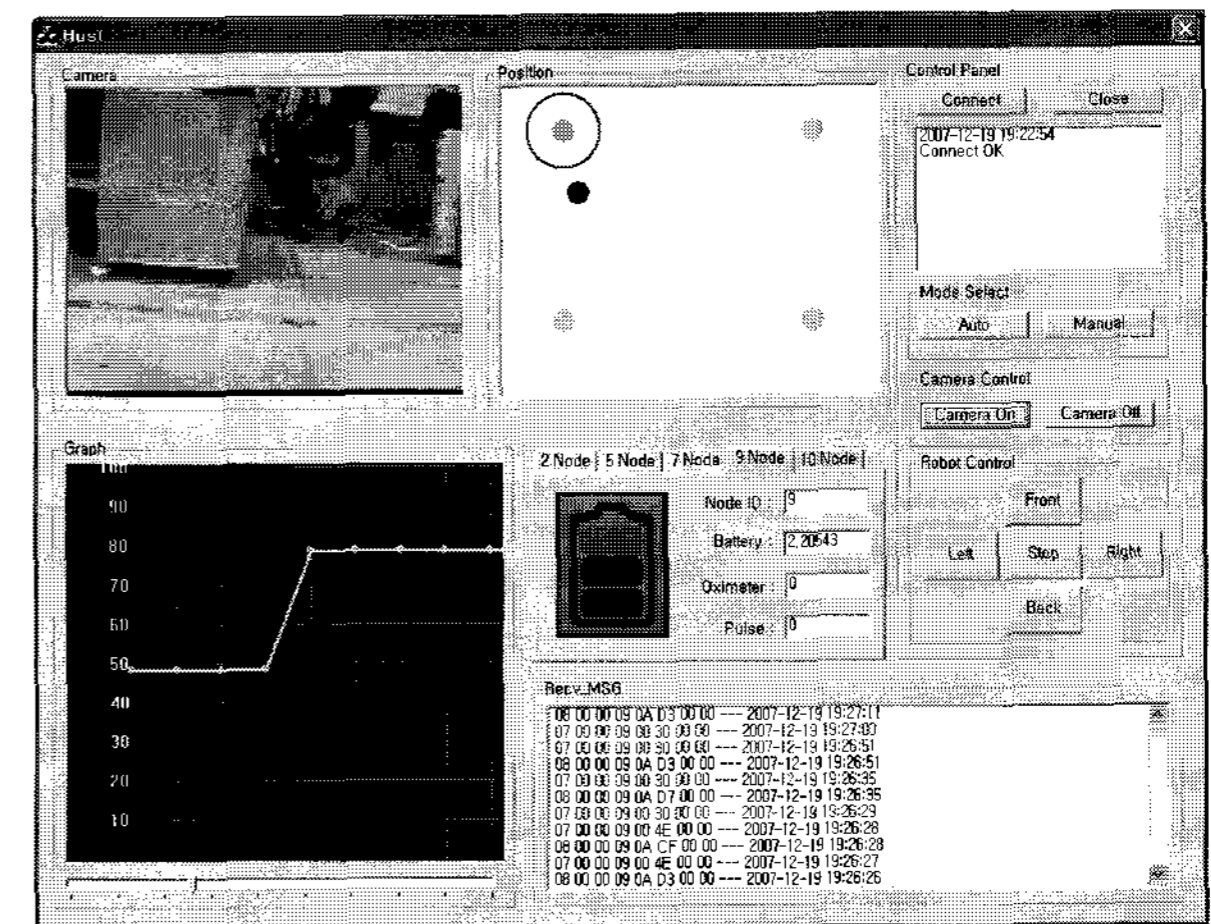 Hust
Camera
Position
Control Panel
Connect Close
2007-12-19 19:22:54
Connect OK
Mode Select
Auto Manual
Camera Control
Camera On Camera Off
Graph
100
90
80
70
60
50
40
30
20
10
2 Node 5 Node 7 Node 9 Node 10 Node
Node ID : 9
Battery : 2,20543
Oximeter : 0
Pulse : 0
Robot Control
Front
Left Stop Right
Back
Recv_MSG
08 00 00 09 0A D3 00 00 --- 2007-12-19 19:27:11
07 00 00 09 00 30 00 00 --- 2007-12-19 19:27:00
07 00 00 09 00 30 00 00 --- 2007-12-19 19:26:51
08 00 00 09 0A D3 00 00 --- 2007-12-19 19:26:51
07 00 00 09 00 30 00 00 --- 2007-12-19 19:26:35
08 00 00 09 0A D7 00 00 --- 2007-12-19 19:26:35
07 00 00 09 00 30 00 00 --- 2007-12-19 19:26:29
07 00 00 09 00 4E 00 00 --- 2007-12-19 19:26:28
08 00 00 09 0A CF 00 00 --- 2007-12-19 19:26:28
07 00 00 09 00 4E 00 00 --- 2007-12-19 19:26:27
08 00 00 09 0A D3 00 00 --- 2007-12-19 19:26:26